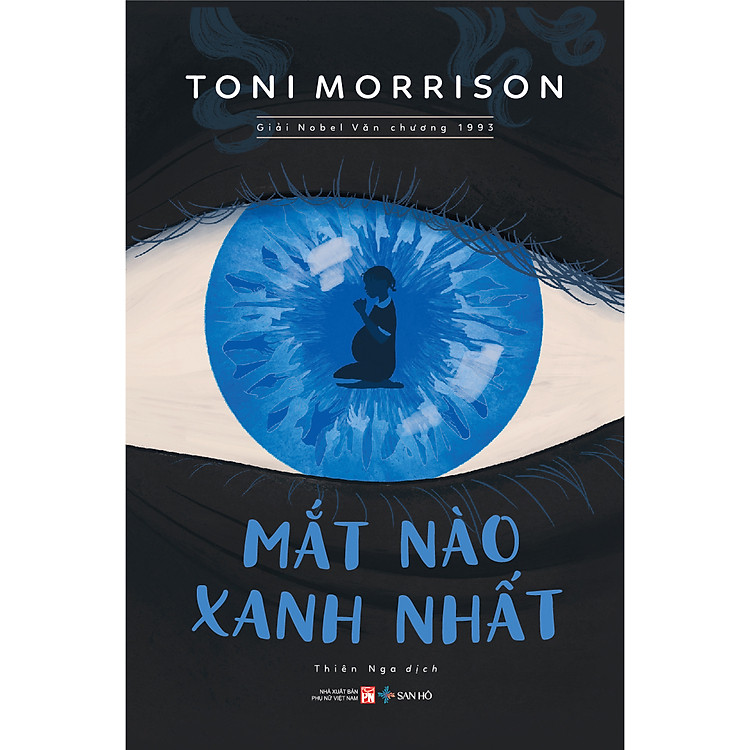 TONI MORRISON
Giải Nobel Văn chương 1993
MẮT NÀO
XANH NHẤT
Thiên Nga dịch
NHÀ XUẤT BẢN
PHỤ NỮ VIỆT NAM
PN
SAN HÔ